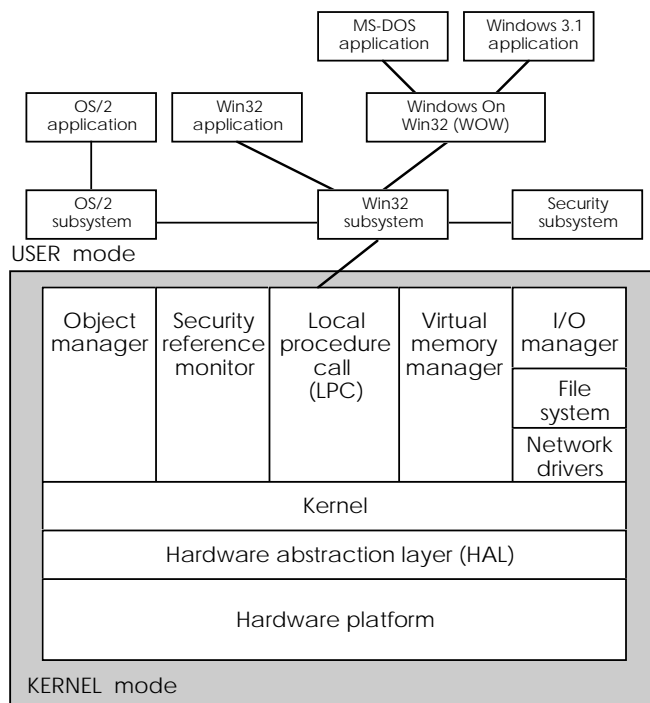 MS-DOS
application
Windows 3.1
application
OS/2
application
Win32
application
Windows On
Win32 (WOW)
OS/2
subsystem
Win32
subsystem
Security
subsystem
USER mode
Object
manager
Security
reference
monitor
Local
procedure
call
(LPC)
Virtual
memory
manager
I/O
manager
File
system
Network
drivers
Kernel
Hardware abstraction layer (HAL)
Hardware platform
KERNEL mode